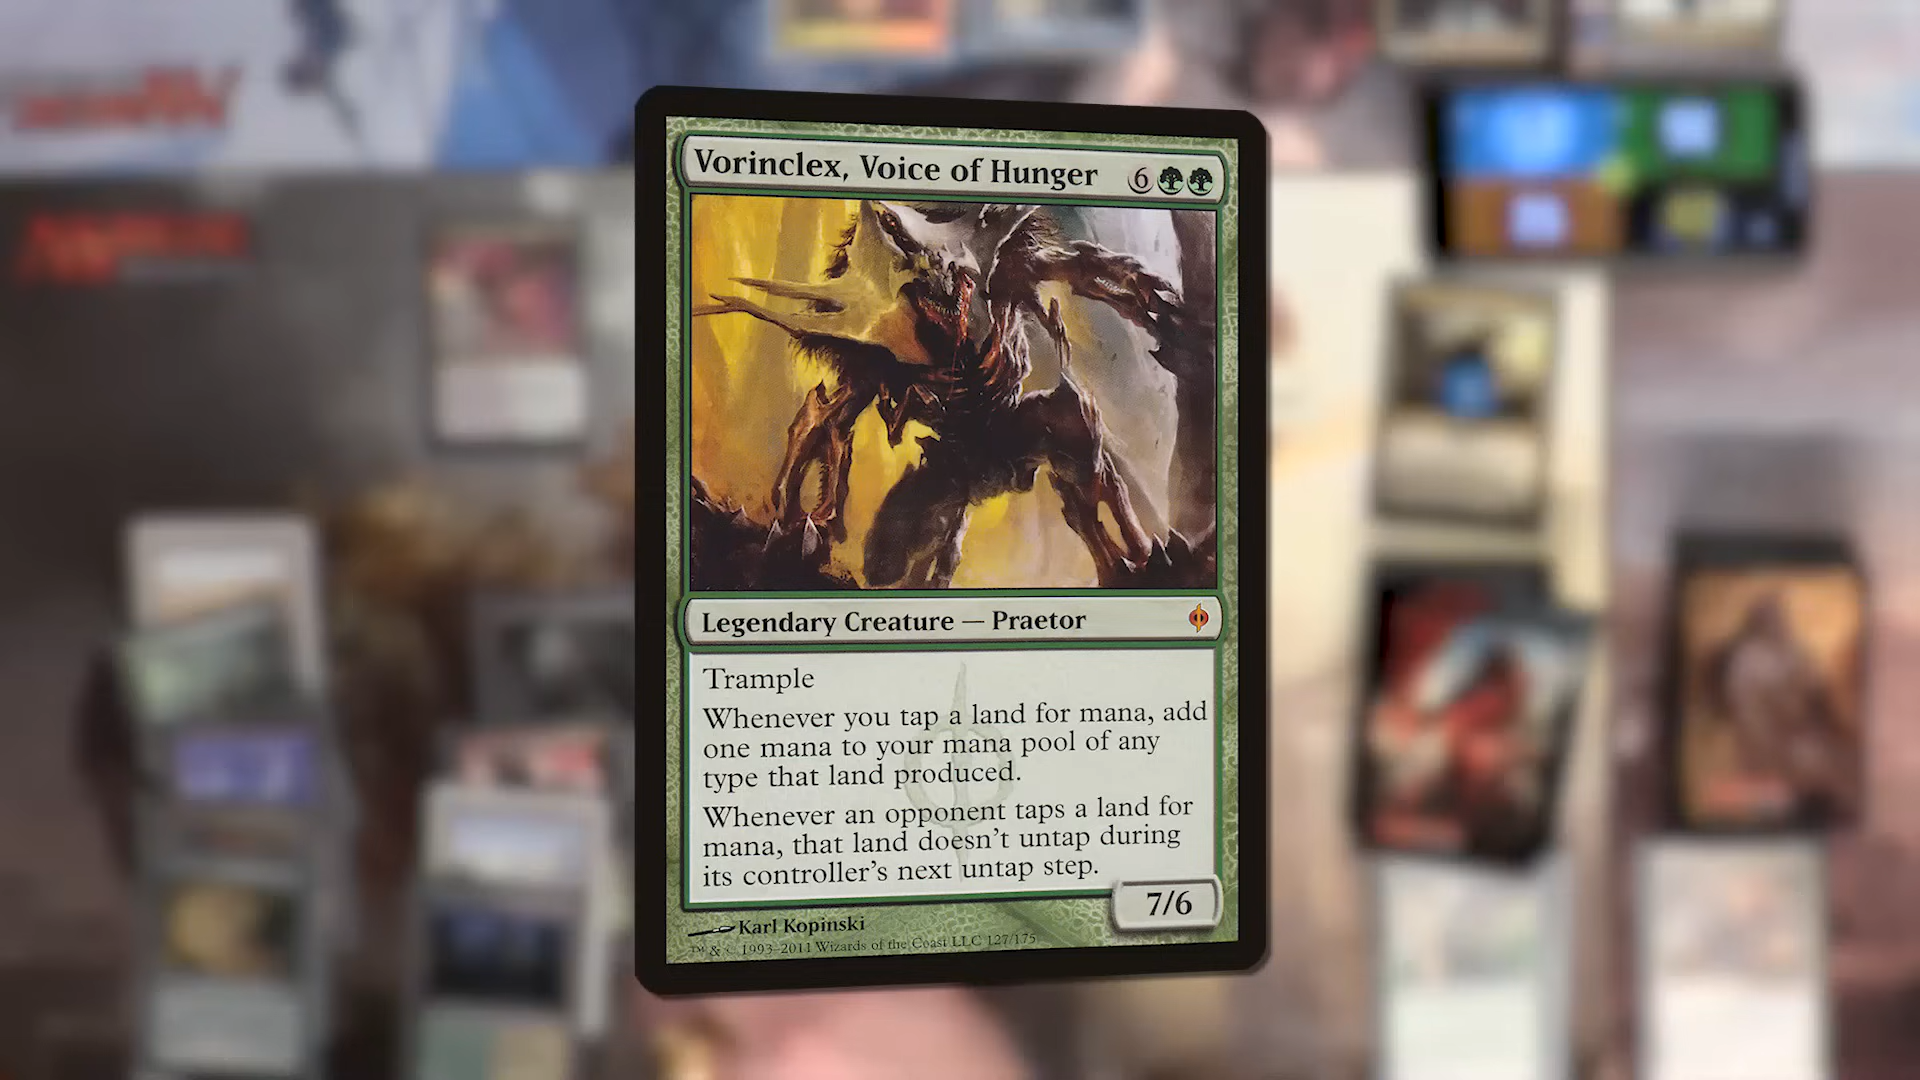 Vorinclex, Voice of Hunger 6
Legendary Creature — Praetor
Trample
Whenever you tap a land for mana, add
one mana to your mana pool of any
type that land produced.
Whenever an opponent taps a land for
mana, that land doesn't untap during
its controller's next untap step.
7/6
Karl Kopinski
™ & © 1993–2011 Wizards of the Coast LLC 127/175